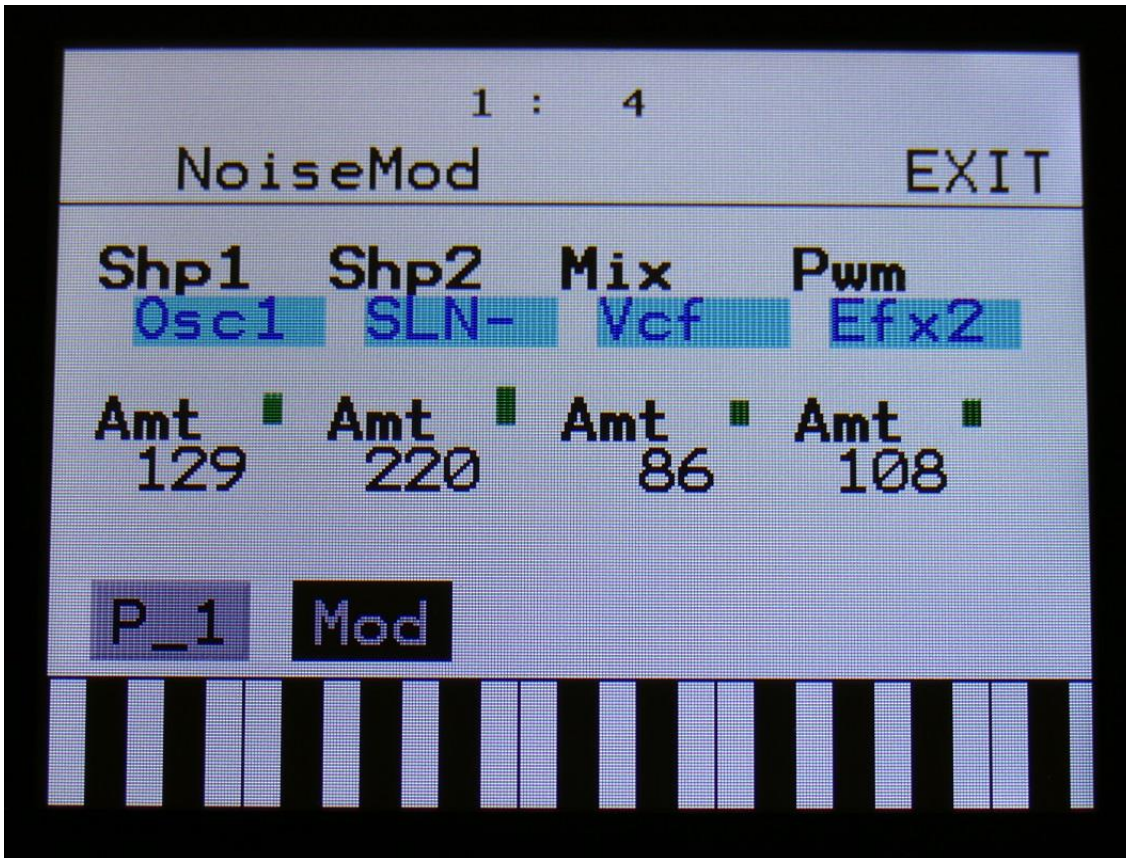 1 : 4
NoiseMod EXIT
Shp1 Shp2 Mix Pwm
Osc1 SLN- Vcf Efx2
Amt Amt Amt Amt
129 220 86 108
P_1 Mod